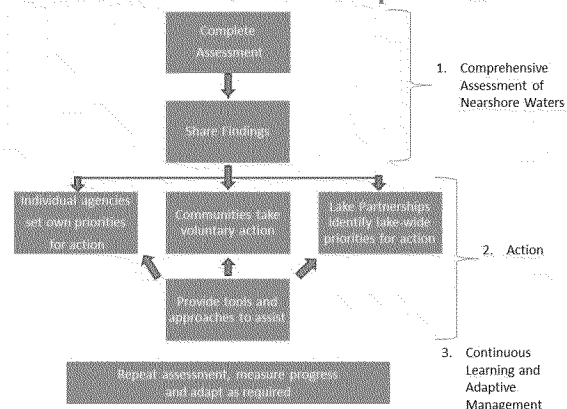 Complete
Assessment
1. Comprehensive
Assessment of
Nearshore Waters
Share Findings
Individual agencies
set own priorities
for action
Communities take
voluntary action
Lake Partnerships
identify lake-wide
priorities for action
2. Action
Provide tools and
approaches to assist
3. Continuous
Learning and
Adaptive
Management
Repeat assessment, measure progress
and adapt as required